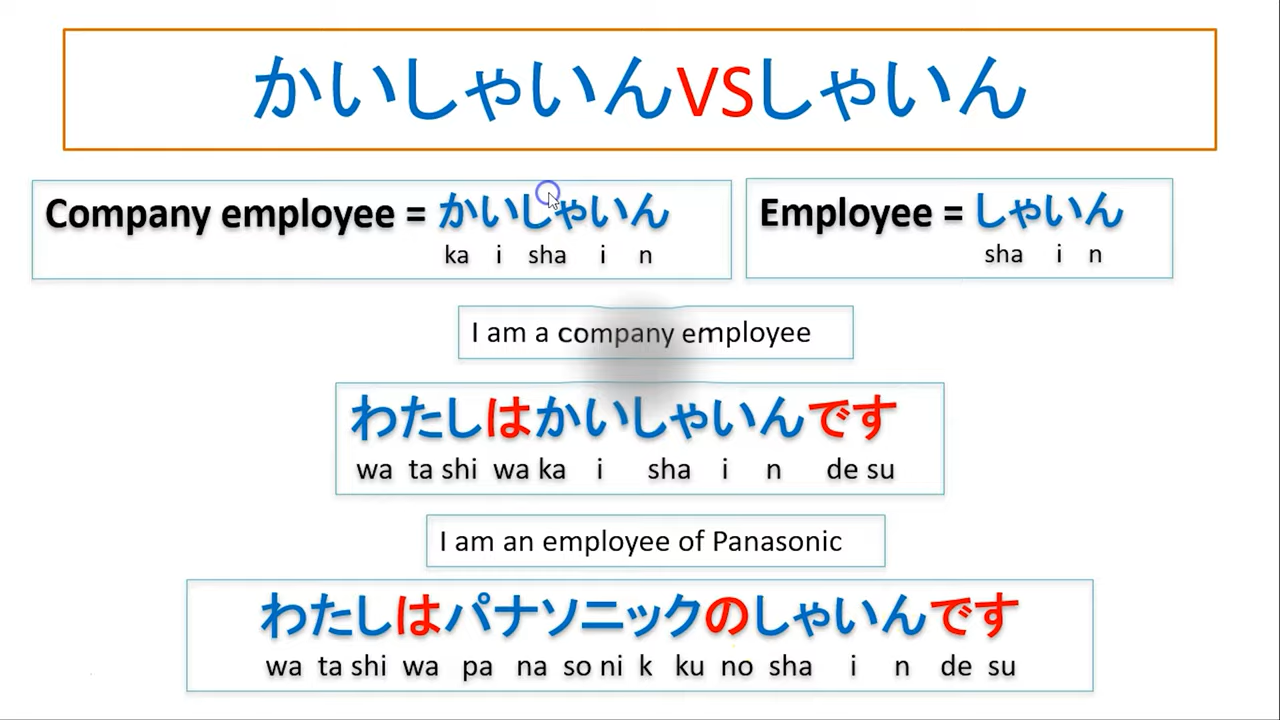 かいしゃいんVSしゃいん
Company employee = かいしゃいん
ka i sha i n
Employee = しゃいん
sha i n
I am a company employee
わたしはかいしゃいんです
wa ta shi wa ka i sha i n de su
I am an employee of Panasonic
わたしはパナソニックのしゃいんです
wa ta shi wa pa na so ni k ku no sha i n de su